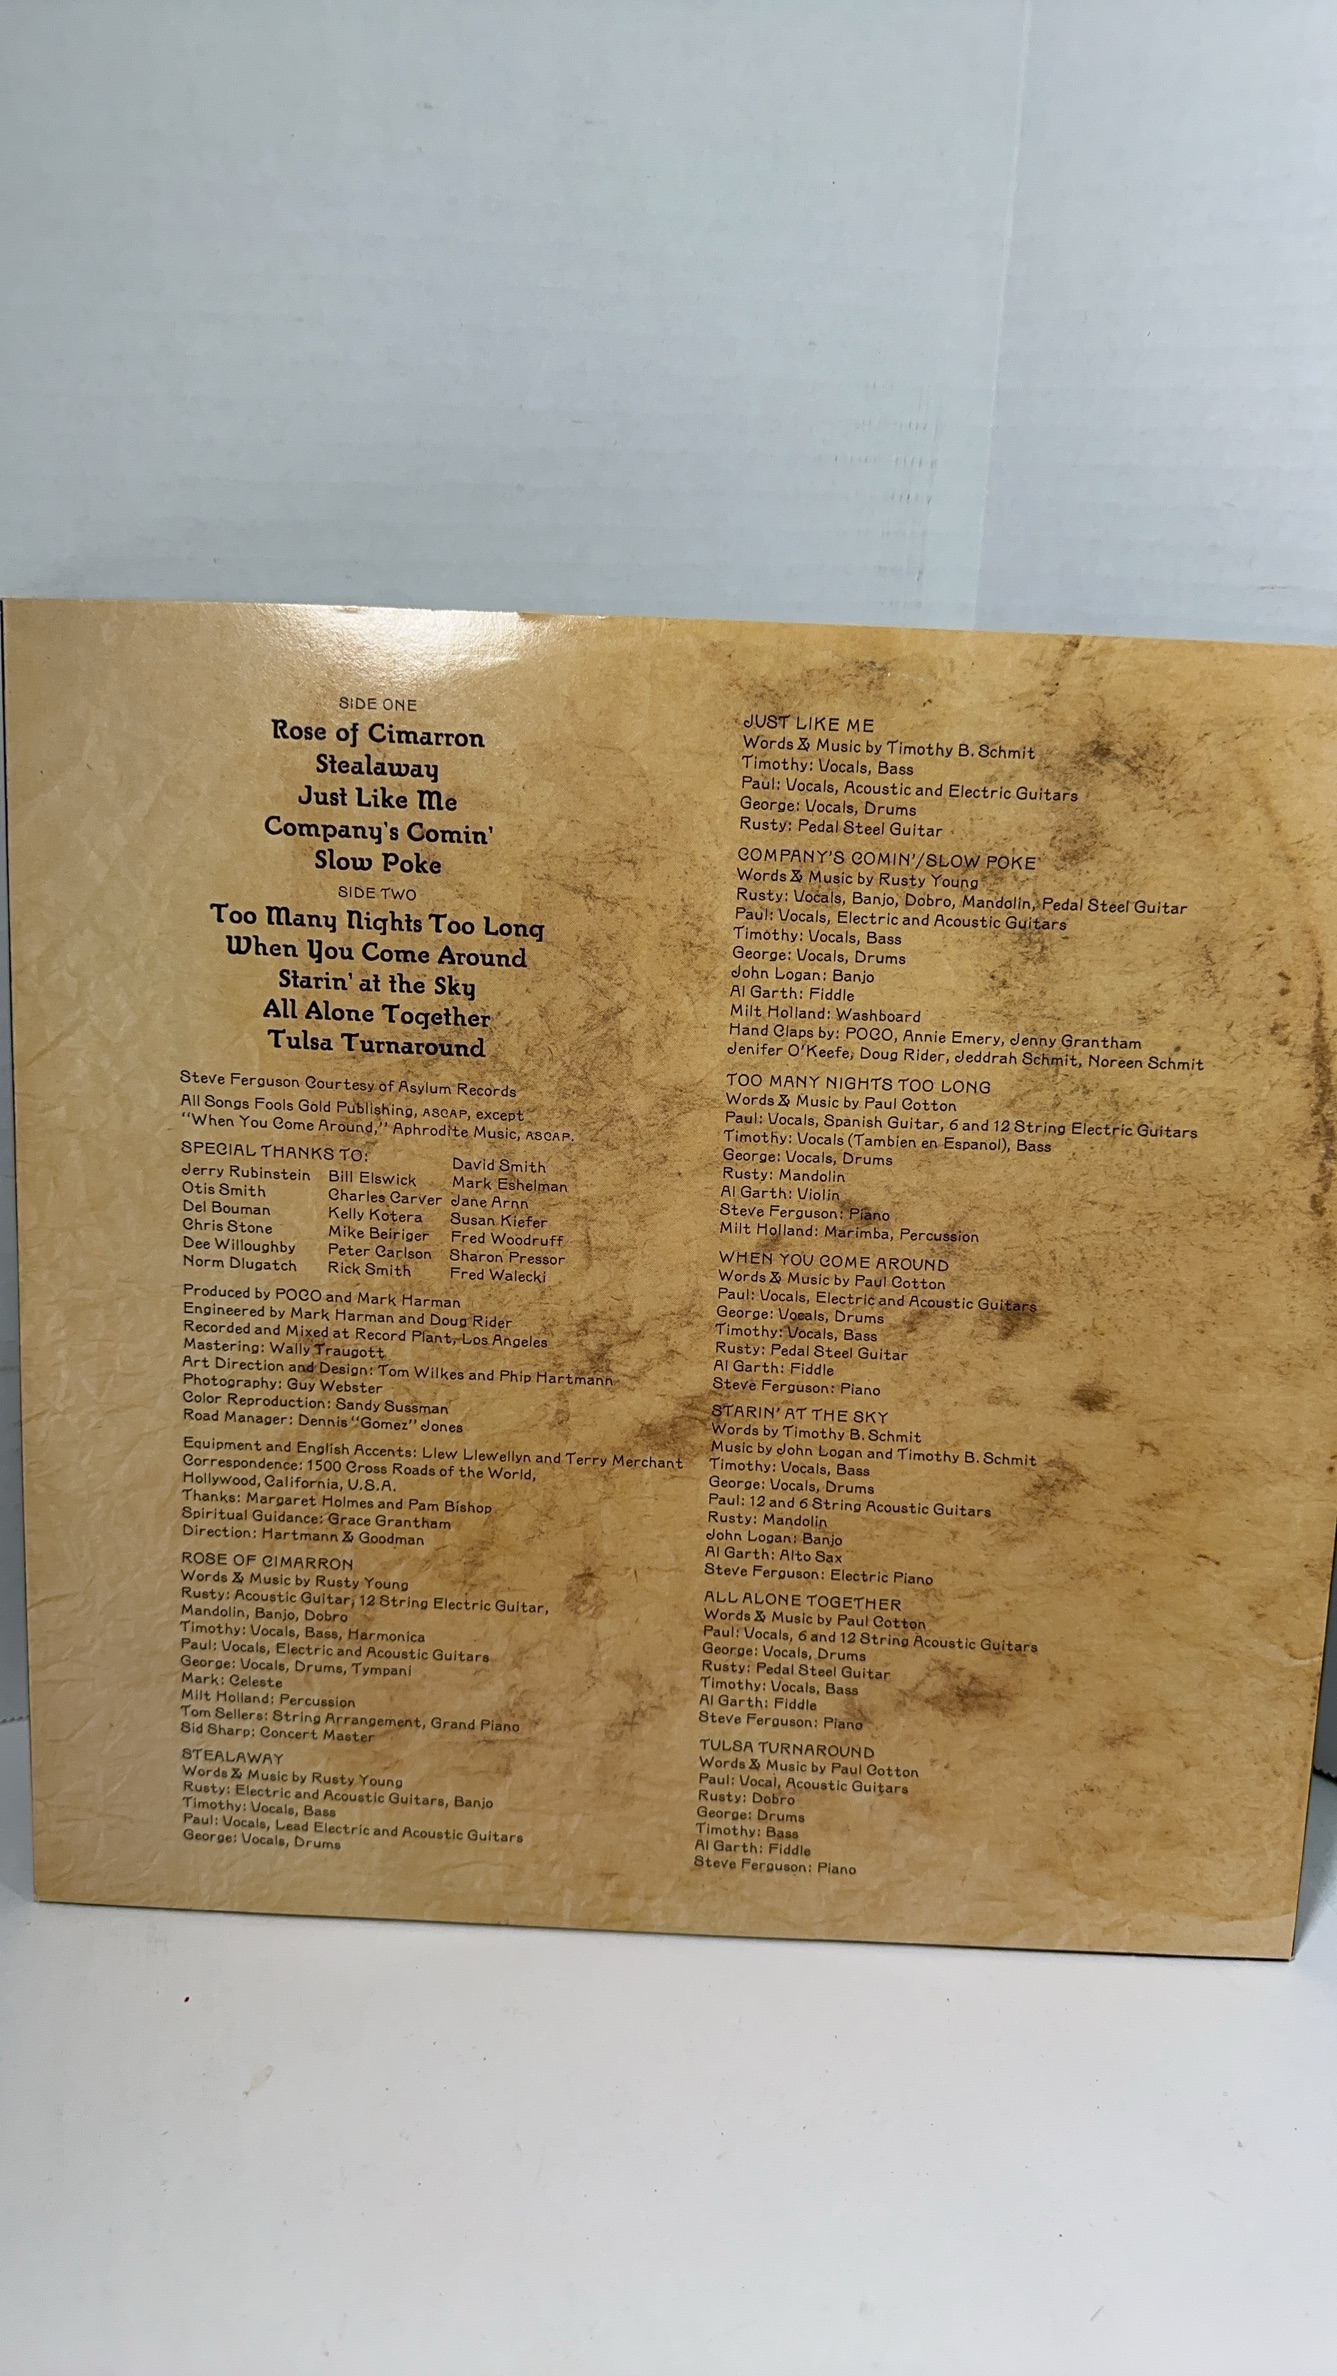 SIDE ONE
Rose of Cimarron
Stealaway
Just Like Me
Company's Comin'
Slow Poke
SIDE TWO
Too Many Nights Too Long
When You Come Around
Starin' at the Sky
All Alone Together
Tulsa Turnaround
Steve Ferguson Courtesy of Asylum Records
All Songs Fools Gold Publishing, ASCAP, except
"When You Come Around," Aphrodite Music, ASCAP.
SPECIAL THANKS TO:
Jerry Rubinstein
Otis Smith
Del Bouman
Chris Stone
Dee Willoughby
Norm Dlugatch
Bill Elswick
Charles Carver
Kelly Kotera
Mike Beiriger
Peter Carlson
Rick Smith
David Smith
Mark Eshelman
Jane Arnn
Susan Kiefer
Fred Woodruff
Sharon Pressor
Fred Walecki
Produced by POCO and Mark Harman
Engineered by Mark Harman and Doug Rider
Recorded and Mixed at Record Plant, Los Angeles
Mastering: Wally Traugott
Art Direction and Design: Tom Wilkes and Phip Hartmann
Photography: Guy Webster
Color Reproduction: Sandy Sussman
Road Manager: Dennis "Gomez" Jones
Equipment and English Accents: Llew Llewellyn and Terry Merchant
Correspondence: 1500 Cross Roads of the World,
Hollywood, California, U.S.A.
Thanks: Margaret Holmes and Pam Bishop
Spiritual Guidance: Grace Grantham
Direction: Hartmann & Goodman
ROSE OF CIMARRON
Words & Music by Rusty Young
Rusty: Acoustic Guitar, 12 String Electric Guitar,
Mandolin, Banjo, Dobro
Timothy: Vocals, Bass, Harmonica
Paul: Vocals, Electric and Acoustic Guitars
George: Vocals, Drums, Tympani
Mark: Celeste
Milt Holland: Percussion
Tom Sellers: String Arrangement, Grand Piano
Sid Sharp: Concert Master
STEALAWAY
Words & Music by Rusty Young
Rusty: Electric and Acoustic Guitars, Banjo
Timothy: Vocals, Bass
Paul: Vocals, Lead Electric and Acoustic Guitars
George: Vocals, Drums
JUST LIKE ME
Words & Music by Timothy B. Schmit
Timothy: Vocals, Bass
Paul: Vocals, Acoustic and Electric Guitars
George: Vocals, Drums
Rusty: Pedal Steel Guitar
COMPANY'S COMIN'/SLOW POKE
Words & Music by Rusty Young
Rusty: Vocals, Banjo, Dobro, Mandolin, Pedal Steel Guitar
Paul: Vocals, Electric and Acoustic Guitars
Timothy: Vocals, Bass
George: Vocals, Drums
John Logan: Banjo
Al Garth: Fiddle
Milt Holland: Washboard
Hand Claps by: POCO, Annie Emery, Jenny Grantham
Jenifer O'Keefe, Doug Rider, Jeddrah Schmit, Noreen Schmit
TOO MANY NIGHTS TOO LONG
Words & Music by Paul Cotton
Paul: Vocals, Spanish Guitar, 6 and 12 String Electric Guitars
Timothy: Vocals (Tambien en Espanol), Bass
George: Vocals, Drums
Rusty: Mandolin
Al Garth: Violin
Steve Ferguson: Piano
Milt Holland: Marimba, Percussion
WHEN YOU COME AROUND
Words & Music by Paul Cotton
Paul: Vocals, Electric and Acoustic Guitars
George: Vocals, Drums
Timothy: Vocals, Bass
Rusty: Pedal Steel Guitar
Al Garth: Fiddle
Steve Ferguson: Piano
STARIN' AT THE SKY
Words by Timothy B. Schmit
Music by John Logan and Timothy B. Schmit
Timothy: Vocals, Bass
George: Vocals, Drums
Paul: 12 and 6 String Acoustic Guitars
Rusty: Mandolin
John Logan: Banjo
Al Garth: Alto Sax
Steve Ferguson: Electric Piano
ALL ALONE TOGETHER
Words & Music by Paul Cotton
Paul: Vocals, 6 and 12 String Acoustic Guitars
George: Vocals, Drums
Rusty: Pedal Steel Guitar
Timothy: Vocals, Bass
Al Garth: Fiddle
Steve Ferguson: Piano
TULSA TURNAROUND
Words & Music by Paul Cotton
Paul: Vocal, Acoustic Guitars
Rusty: Dobro
George: Drums
Timothy: Bass
Al Garth: Fiddle
Steve Ferguson: Piano